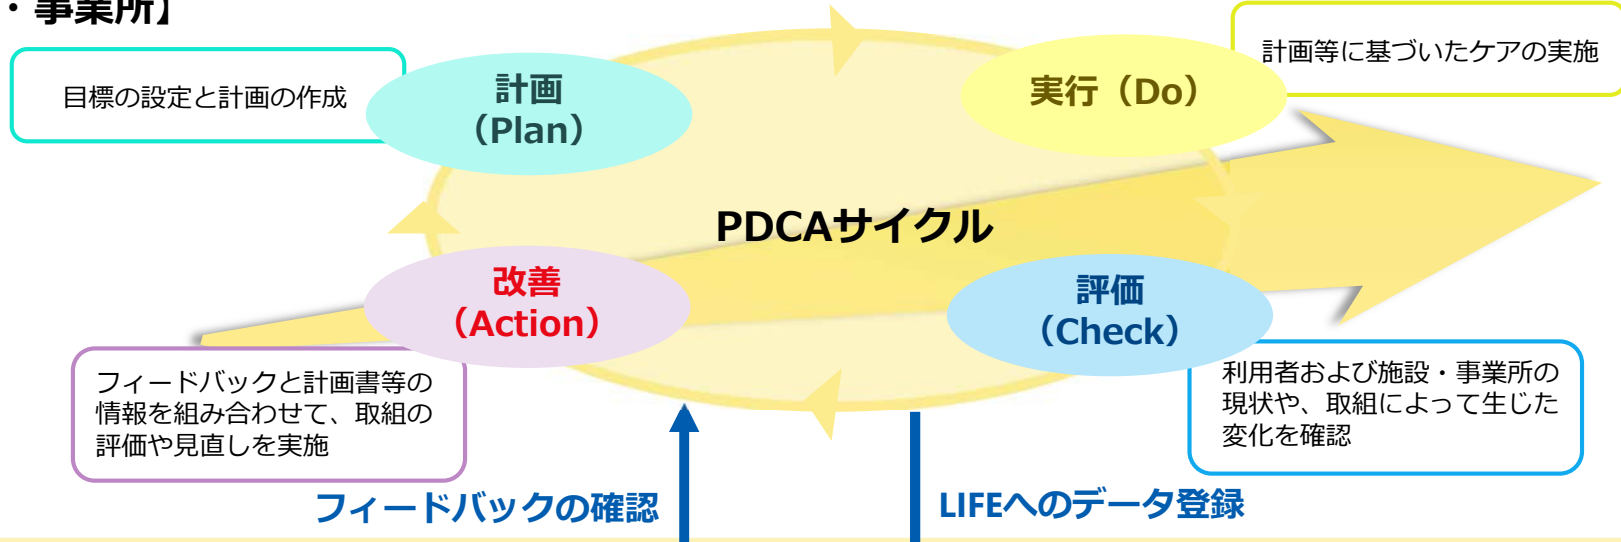 ・事業所】
目標の設定と計画の作成
計画
（Plan）
実行（Do）
計画等に基づいたケアの実施
PDCAサイクル
改善
（Action）
評価
（Check）
フィードバックと計画書等の
情報を組み合わせて、取組の
評価や見直しを実施
利用者および施設・事業所の
現状や、取組によって生じた
変化を確認
フィードバックの確認
LIFEへのデータ登録